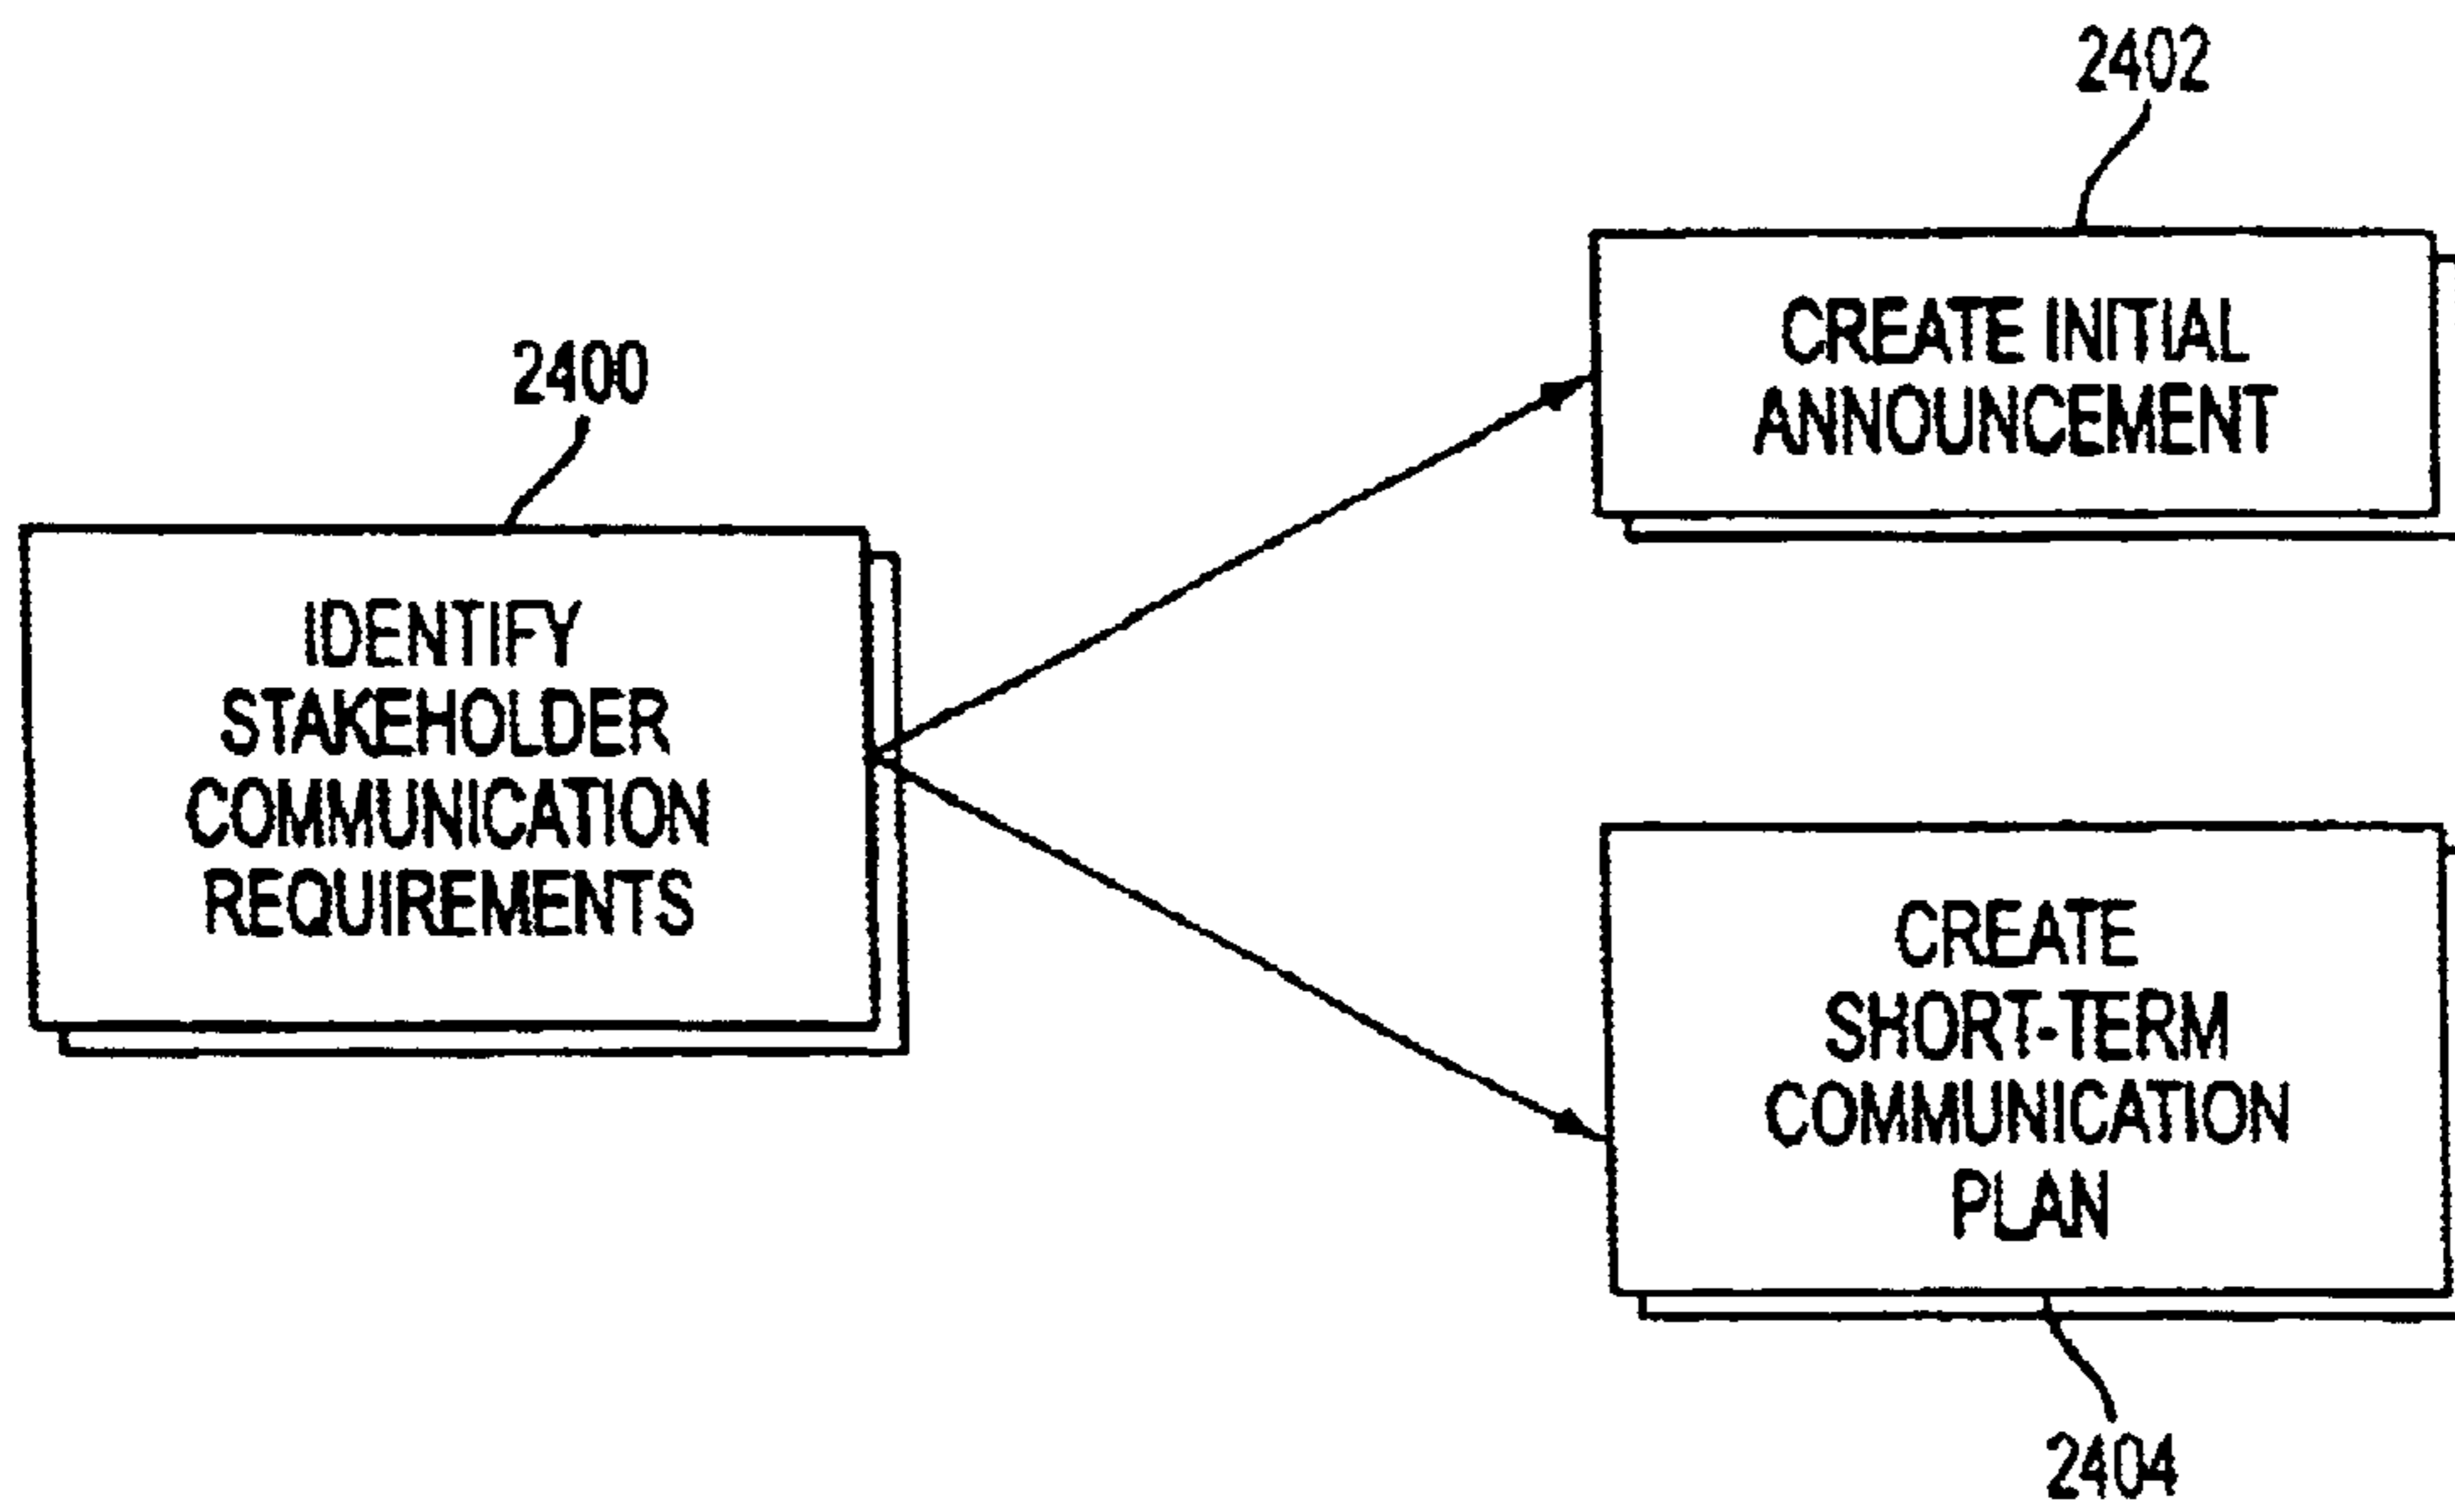 2402
CREATE INITIAL
ANNOUNCEMENT
2400
IDENTIFY
STAKEHOLDER
COMMUNICATION
REQUIREMENTS
CREATE
SHORT-TERM
COMMUNICATION
PLAN
2404